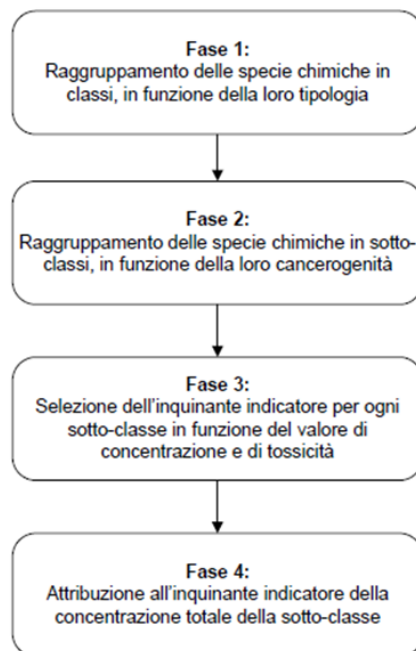 Fase 1:
Raggruppamento delle specie chimiche in
classi, in funzione della loro tipologia
Fase 2:
Raggruppamento delle specie chimiche in sotto-
classi, in funzione della loro cancerogenità
Fase 3:
Selezione dell'inquinante indicatore per ogni
sotto-classe in funzione del valore di
concentrazione e di tossicità
Fase 4:
Attribuzione all'inquinante indicatore della
concentrazione totale della sotto-classe